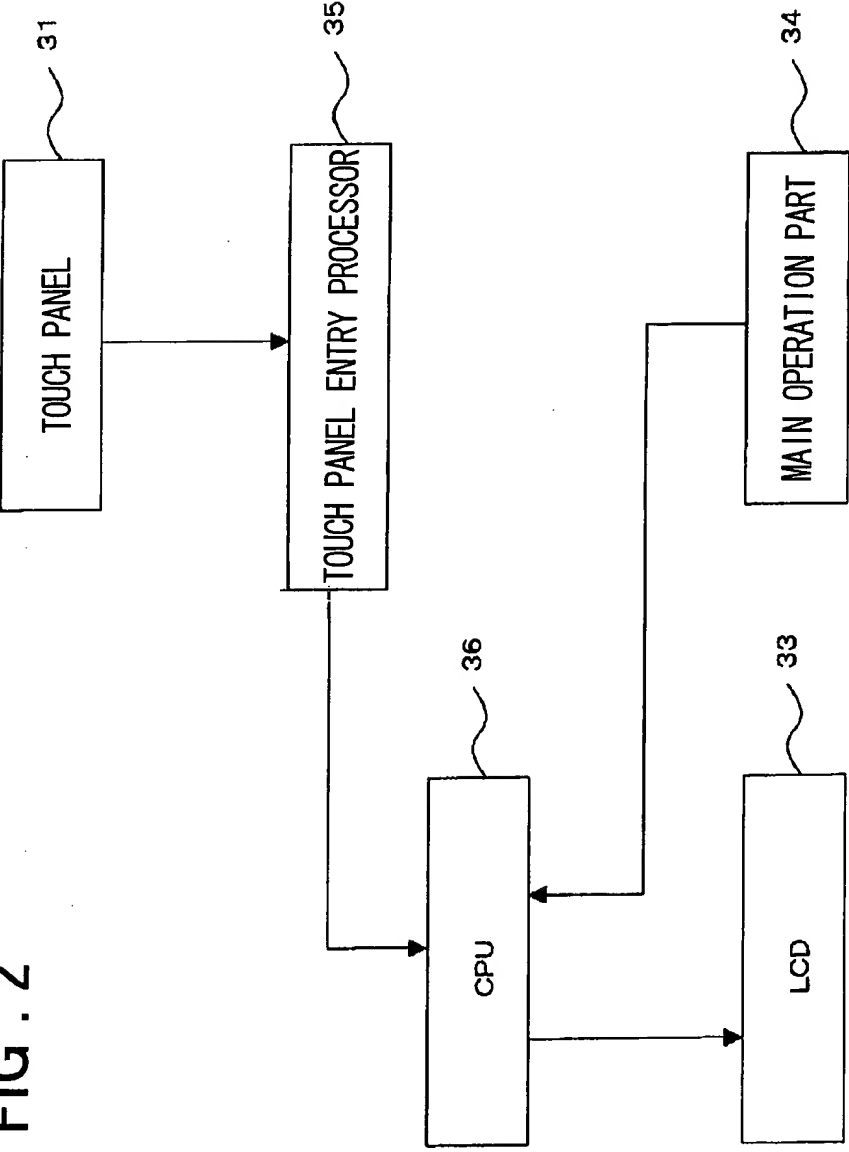 FIG. 2
TOUCH PANEL
31
TOUCH PANEL ENTRY PROCESSOR
35
CPU
36
LCD
33
MAIN OPERATION PART
34